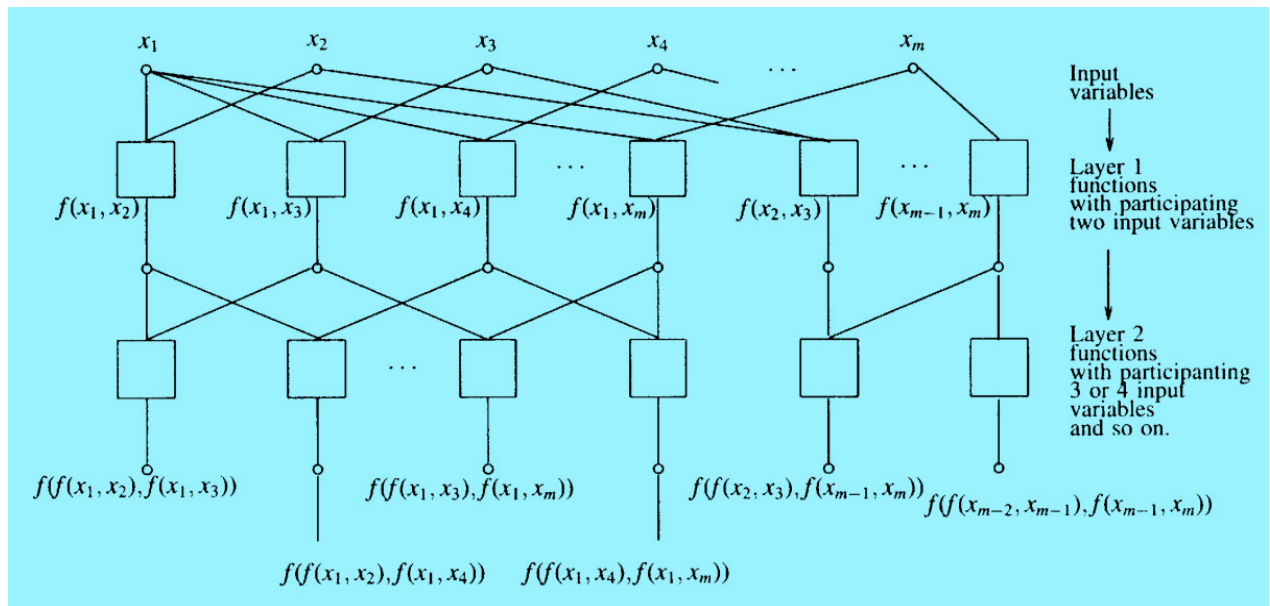 x₁ x₂ x₃ x₄ ... xₘ
Input
variables
Layer 1
functions
with participating
two input variables
... ...
f(x₁, x₂) f(x₁, x₃) f(x₁, x₄) f(x₁, xₘ) f(x₂, x₃) f(xₘ₋₁, xₘ)
Layer 2
functions
with participanting
3 or 4 input
variables
and so on.
...
f(f(x₁, x₂), f(x₁, x₃)) f(f(x₁, x₃), f(x₁, xₘ)) f(f(x₂, x₃), f(xₘ₋₁, xₘ))
f(f(xₘ₋₂, xₘ₋₁), f(xₘ₋₁, xₘ))
f(f(x₁, x₂), f(x₁, x₄)) f(f(x₁, x₄), f(x₁, xₘ))